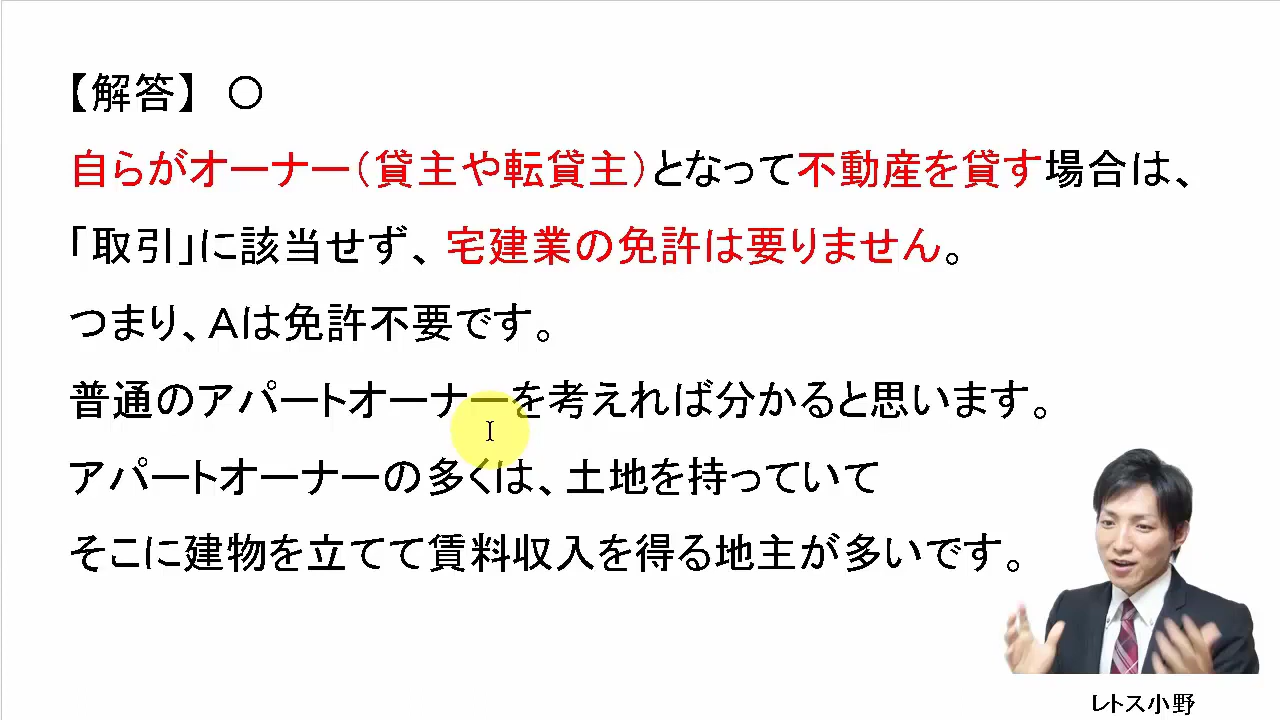 【解答】 〇
自らがオーナー（貸主や転貸主）となって不動産を貸す場合は、
「取引」に該当せず、宅建業の免許は要りません。
つまり、Ａは免許不要です。
普通のアパートオーナーを考えれば分かると思います。
アパートオーナーの多くは、土地を持っていて
そこに建物を立てて賃料収入を得る地主が多いです。
レトス小野